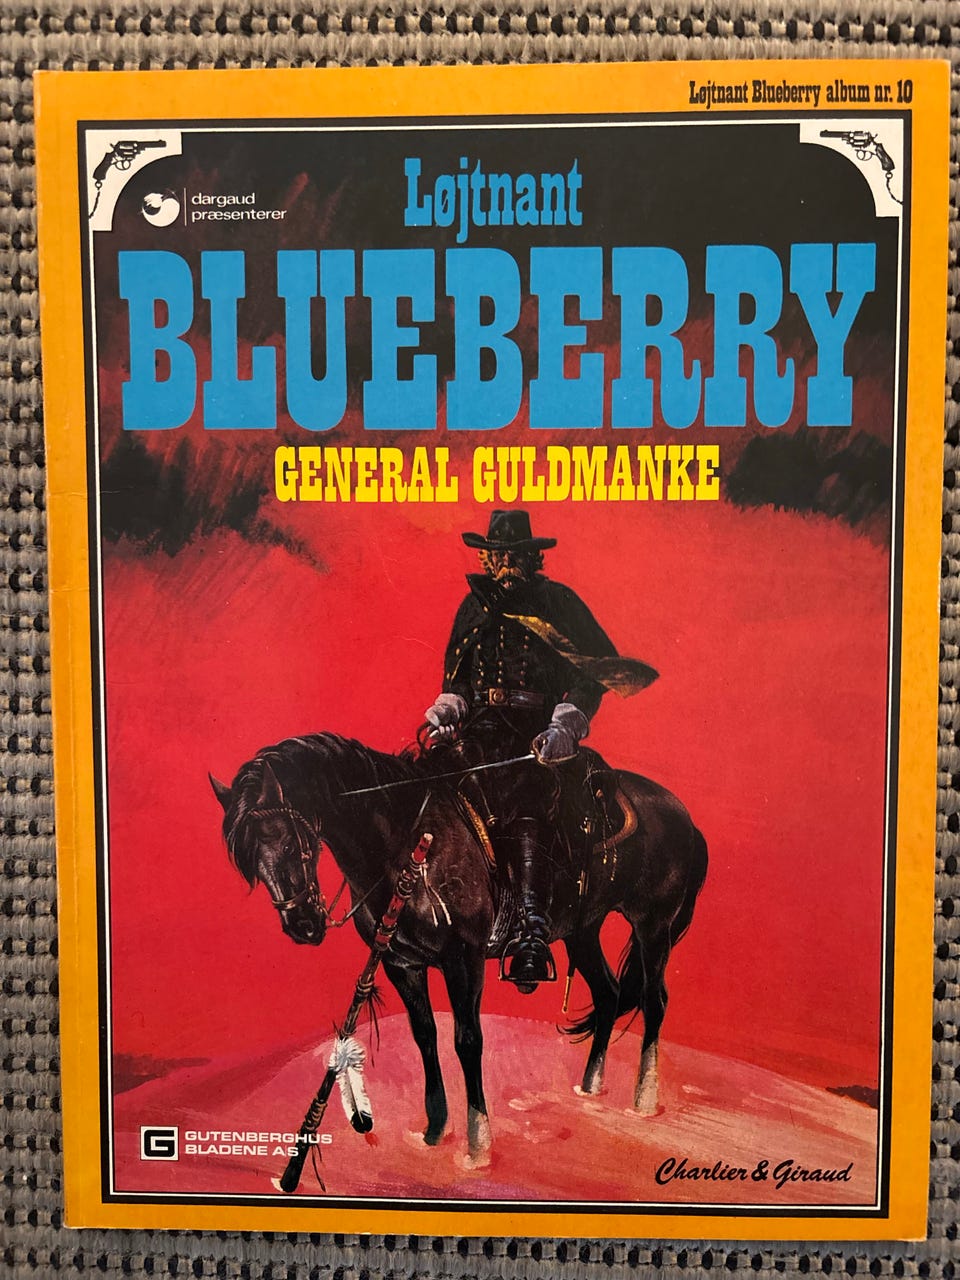 Løjtnant Blueberry album nr. 10
dargaud
præsenterer
Løjtnant
BLUEBERRY
GENERAL GULDMANKE
G
GUTENBERGHUS
BLADENE A/S
Charlier & Giraud